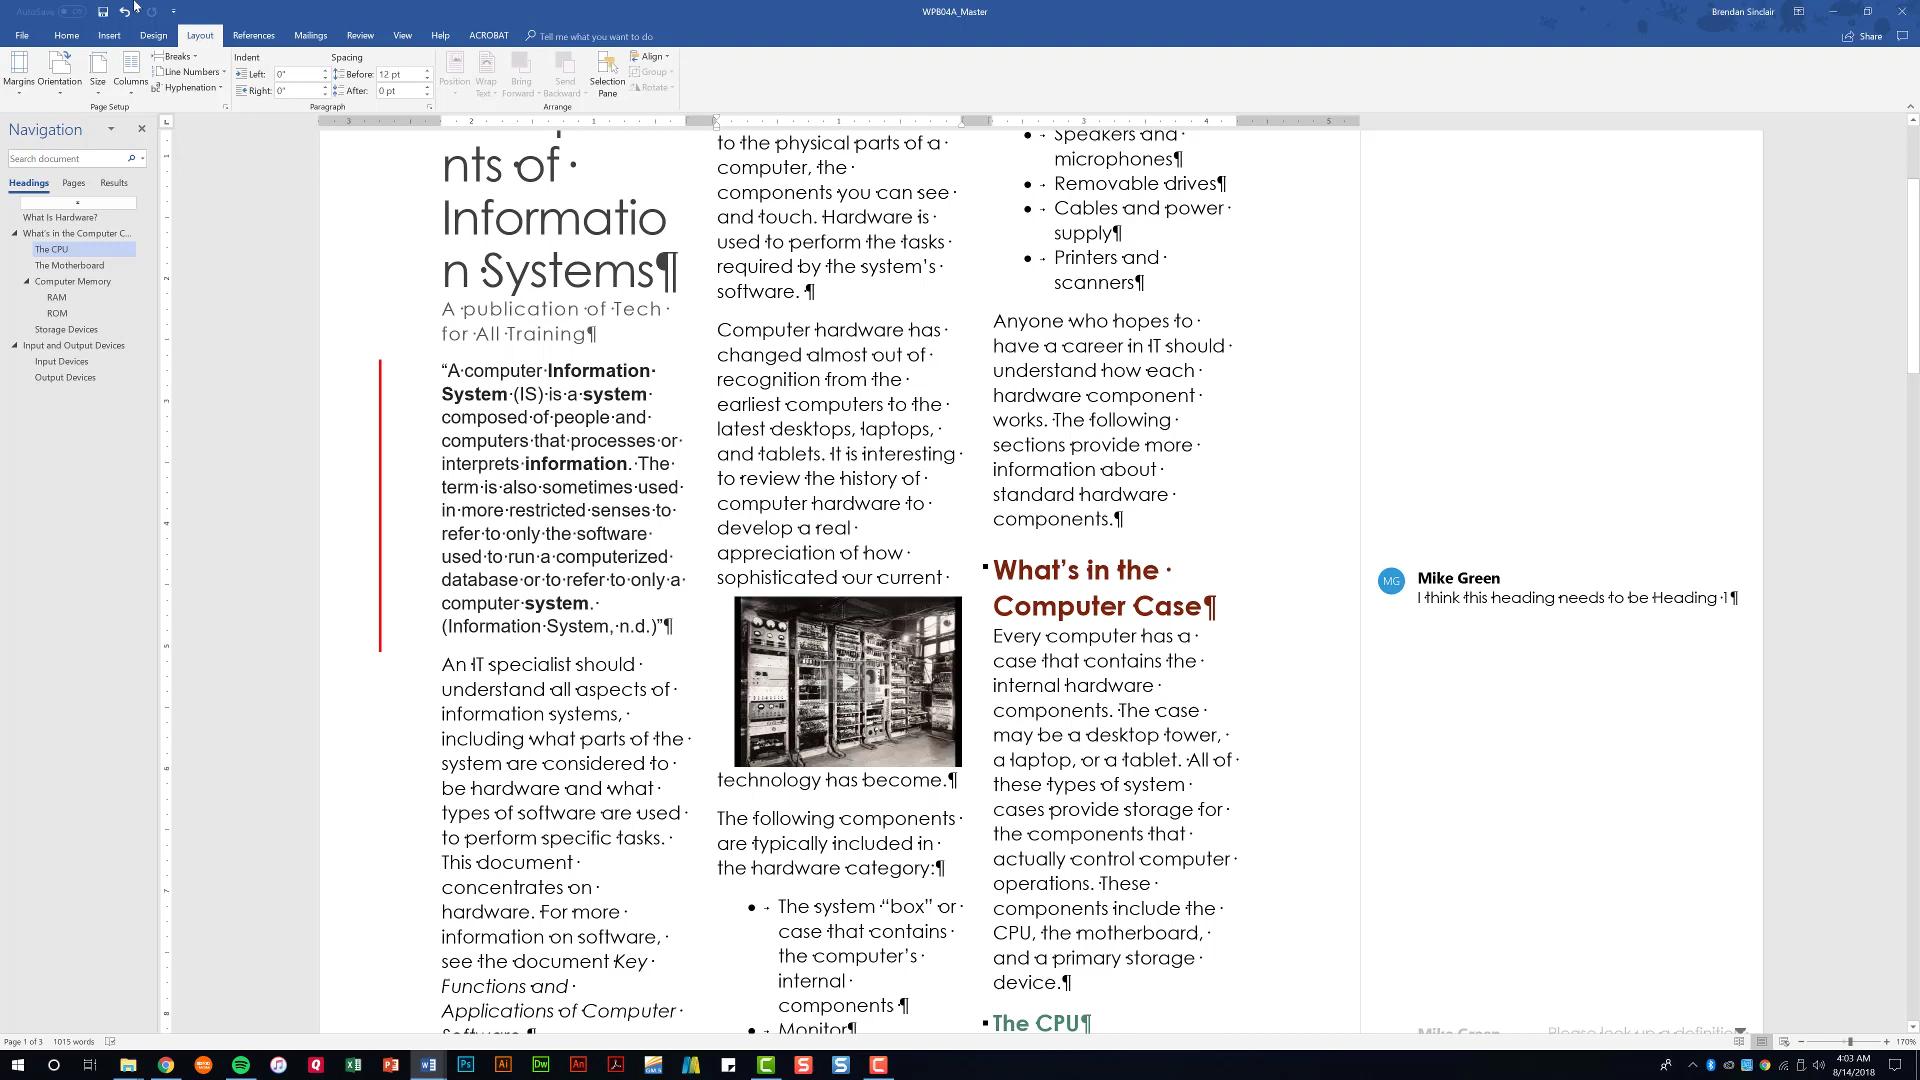 AutoSave
WPB04A_Master
Brendan Sinclair
File Home Insert Design Layout References Mailings Review View Help ACROBAT Tell me what you want to do Share
Margins Orientation Size Columns
Breaks
Line Numbers
Hyphenation
Page Setup
Indent
Left: 0"
Right: 0"
Spacing
Before: 12 pt
After: 0 pt
Paragraph
Position
Wrap Text
Bring Forward
Send Backward
Selection Pane
Align
Group
Rotate
Arrange
Navigation
Search document
Headings Pages Results
What Is Hardware?
What's in the Computer C...
The CPU
The Motherboard
Computer Memory
RAM
ROM
Storage Devices
Input and Output Devices
Input Devices
Output Devices
nts of
Informatio
n Systems¶
A publication of Tech
for All Training¶
“A computer Information
System (IS) is a system
composed of people and
computers that processes or
interprets information. The
term is also sometimes used
in more restricted senses to
refer to only the software
used to run a computerized
database or to refer to only a
computer system.
(Information System, n.d.)”¶
An IT specialist should
understand all aspects of
information systems,
including what parts of the
system are considered to
be hardware and what
types of software are used
to perform specific tasks.
This document
concentrates on
hardware. For more
information on software,
see the document Key
Functions and
Applications of Computer
Software.¶
to the physical parts of a
computer, the
components you can see
and touch. Hardware is
used to perform the tasks
required by the system’s
software. ¶
Computer hardware has
changed almost out of
recognition from the
earliest computers to the
latest desktops, laptops,
and tablets. It is interesting
to review the history of
computer hardware to
develop a real
appreciation of how
sophisticated our current
technology has become.¶
The following components
are typically included in
the hardware category:¶
• The system “box” or
case that contains
the computer’s
internal
components ¶
• Monitor¶
Speakers and
microphones¶
• Removable drives¶
• Cables and power
supply¶
• Printers and
scanners¶
Anyone who hopes to
have a career in IT should
understand how each
hardware component
works. The following
sections provide more
information about
standard hardware
components.¶
What’s in the
Computer Case¶
Every computer has a
case that contains the
internal hardware
components. The case
may be a desktop tower,
a laptop, or a tablet. All of
these types of system
cases provide storage for
the components that
actually control computer
operations. These
components include the
CPU, the motherboard,
and a primary storage
device.¶
The CPU¶
MG Mike Green
I think this heading needs to be Heading 1¶
Mike Green Please look up a definitio
Page 1 of 3 1015 words
170%
4:03 AM
8/14/2018